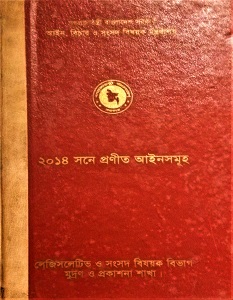 গণপ্রজাতন্ত্রী বাংলাদেশ সরকার
আইন, বিচার ও সংসদ বিষয়ক মন্ত্রণালয়
২০১৪ সনে প্রণীত আইনসমূহ
লেজিসলেটিভ ও সংসদ বিষয়ক বিভাগ
মুদ্রণ ও প্রকাশনা শাখা।